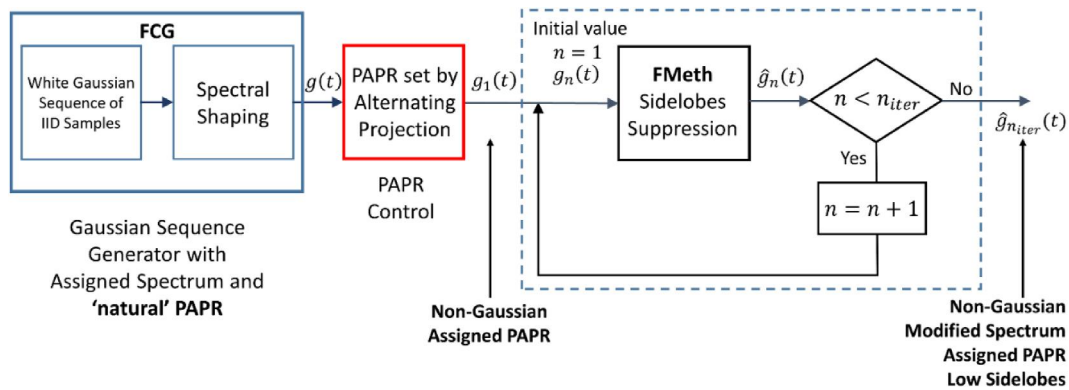 FCG
White Gaussian
Sequence of
IID Samples
Spectral
Shaping
g(t)
PAPR set by
Alternating
Projection
g₁(t)
Initial value
n = 1
gₙ(t)
FMeth
Sidelobes
Suppression
ĝₙ(t)
n < nᵢₜₑᵣ
No
ĝₙᵢₜₑᵣ(t)
Yes
n = n + 1
PAPR
Control
Gaussian Sequence
Generator with
Assigned Spectrum and
‘natural’ PAPR
Non-Gaussian
Assigned PAPR
Non-Gaussian
Modified Spectrum
Assigned PAPR
Low Sidelobes